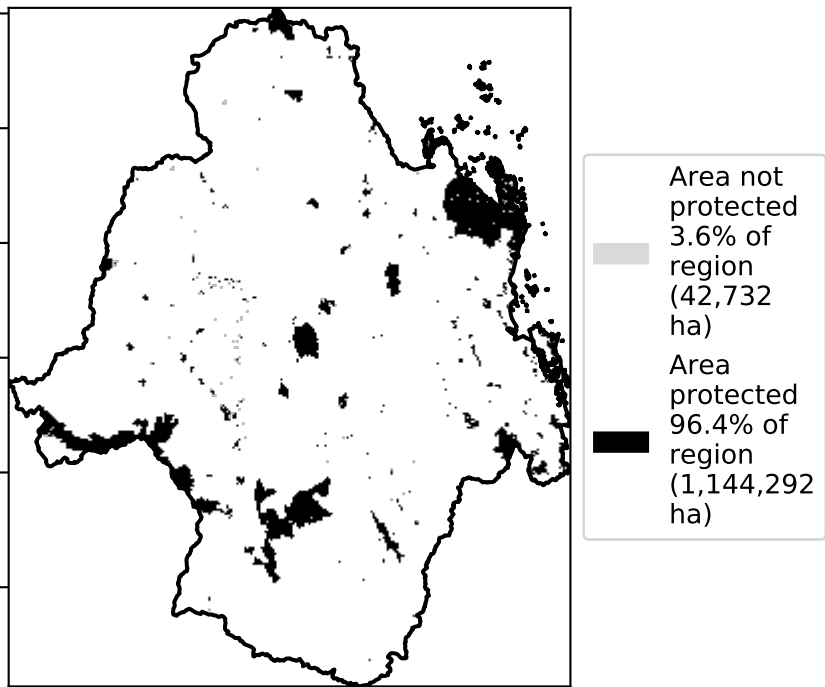 Area not
protected
3.6% of
region
(42,732
ha)
Area
protected
96.4% of
region
(1,144,292
ha)